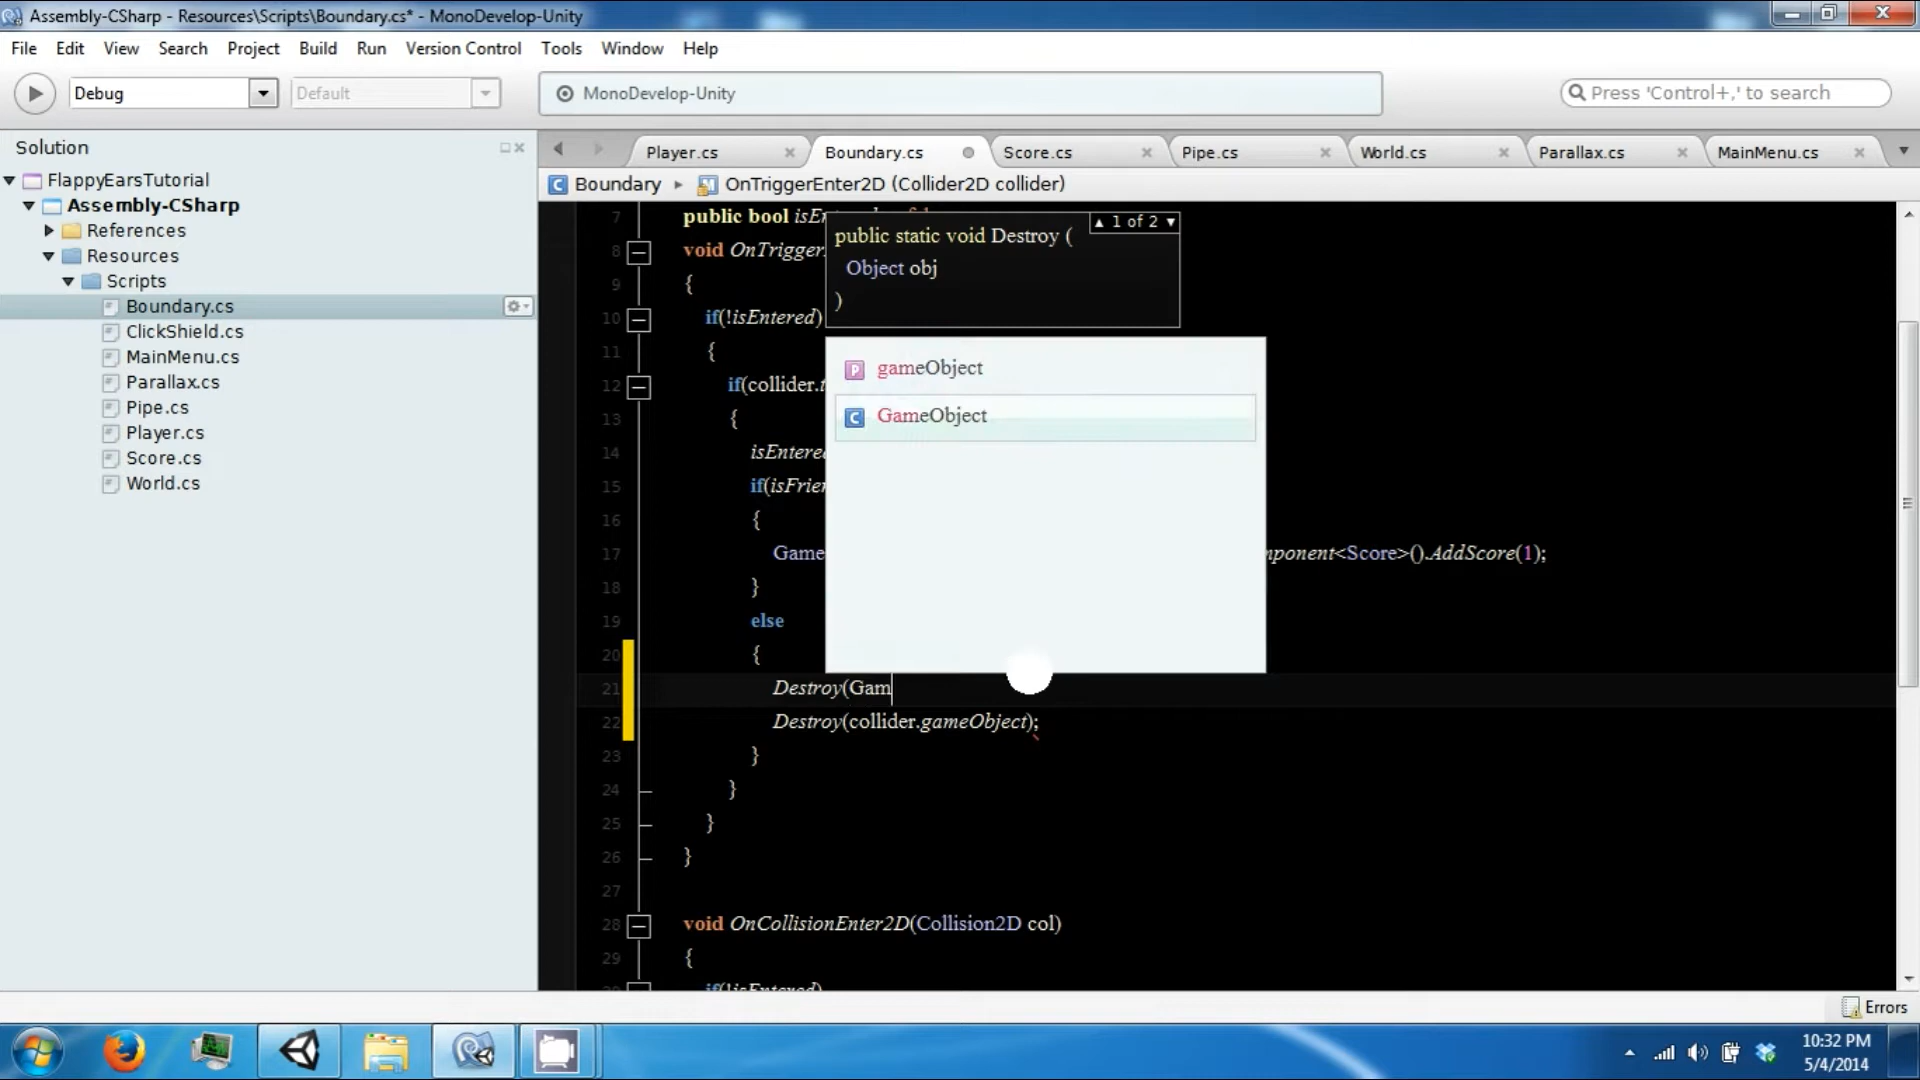 Assembly-CSharp - Resources\Scripts\Boundary.cs* - MonoDevelop-Unity
File Edit View Search Project Build Run Version Control Tools Window Help
Debug Default MonoDevelop-Unity Press 'Control+,' to search
Solution
FlappyEarsTutorial
Assembly-CSharp
References
Resources
Scripts
Boundary.cs
ClickShield.cs
MainMenu.cs
Parallax.cs
Pipe.cs
Player.cs
Score.cs
World.cs
Player.cs Boundary.cs Score.cs Pipe.cs World.cs Parallax.cs MainMenu.cs
Boundary OnTriggerEnter2D (Collider2D collider)
7 public bool
8 void OnTrigger
9 {
10 if(!isEntered)
11 {
12 if(collider.
13 {
14 isEntered
15 if(isFrien
16 {
17 Game mponent<Score>().AddScore(1);
18 }
19 else
20 {
21 Destroy(Gam
22 Destroy(collider.gameObject);
23 }
24 }
25 }
26 }
27
28 void OnCollisionEnter2D(Collision2D col)
29 {
if(!isEntered)
1 of 2
public static void Destroy (
Object obj
)
gameObject
GameObject
Errors
10:32 PM
5/4/2014